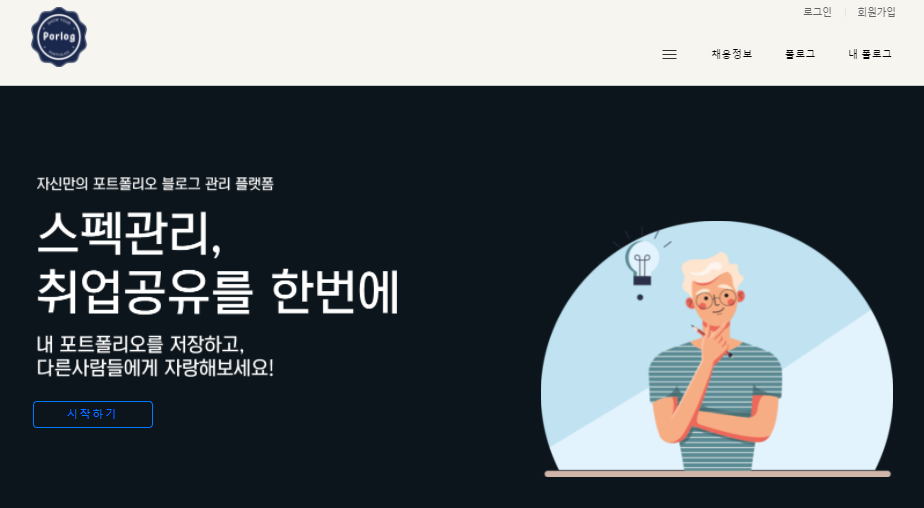 로그인
회원가입
Porlog
채용정보
폴로그
내 폴로그
자신만의 포트폴리오 블로그 관리 플랫폼
스펙관리,
취업공유를 한번에
내 포트폴리오를 저장하고,
다른사람들에게 자랑해보세요!
시작하기